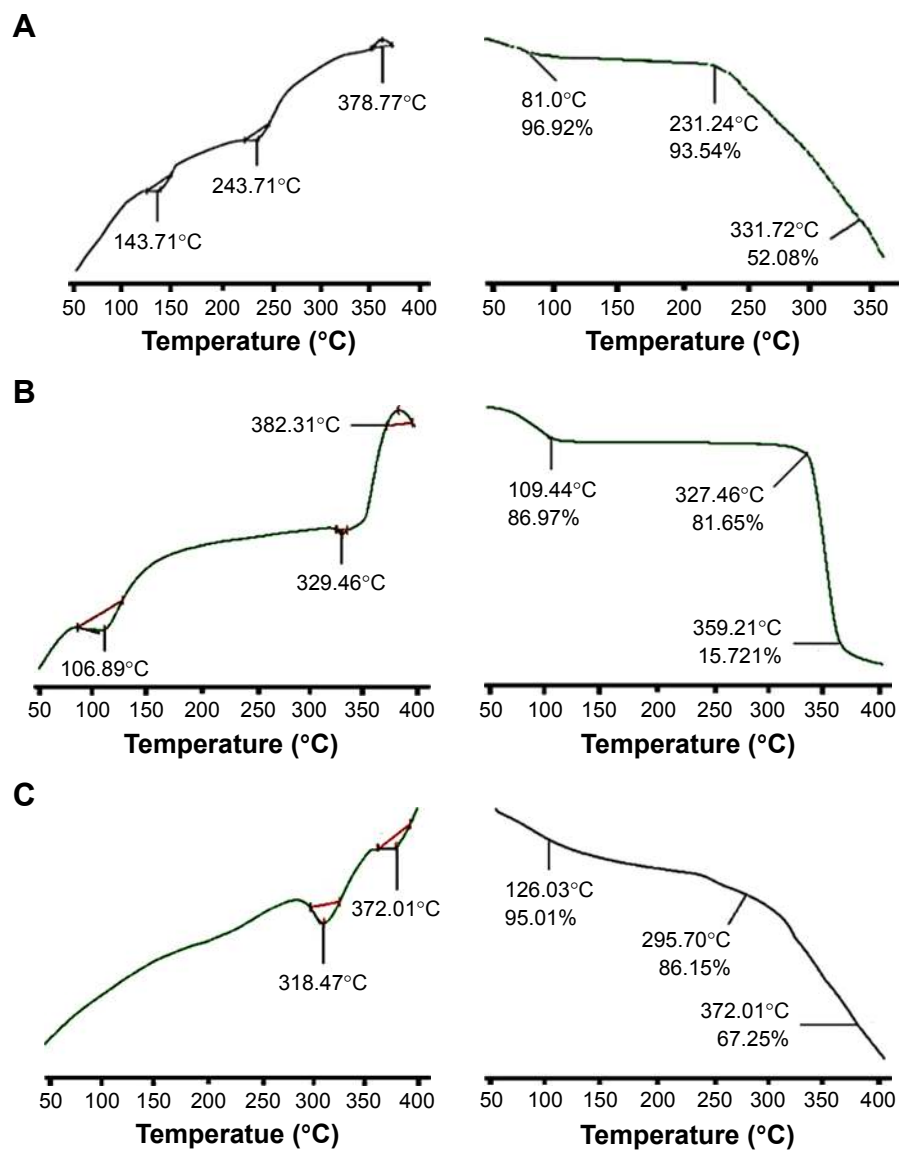 A
378.77°C
243.71°C
143.71°C
50 100 150 200 250 300 350 400
Temperature (°C)
81.0°C
96.92%
231.24°C
93.54%
331.72°C
52.08%
50 100 150 200 250 300 350
Temperature (°C)
B
382.31°C
329.46°C
106.89°C
50 100 150 200 250 300 350 400
Temperature (°C)
109.44°C
86.97%
327.46°C
81.65%
359.21°C
15.721%
50 100 150 200 250 300 350 400
Temperature (°C)
C
372.01°C
318.47°C
50 100 150 200 250 300 350 400
Temperatue (°C)
126.03°C
95.01%
295.70°C
86.15%
372.01°C
67.25%
50 100 150 200 250 300 350 400
Temperature (°C)